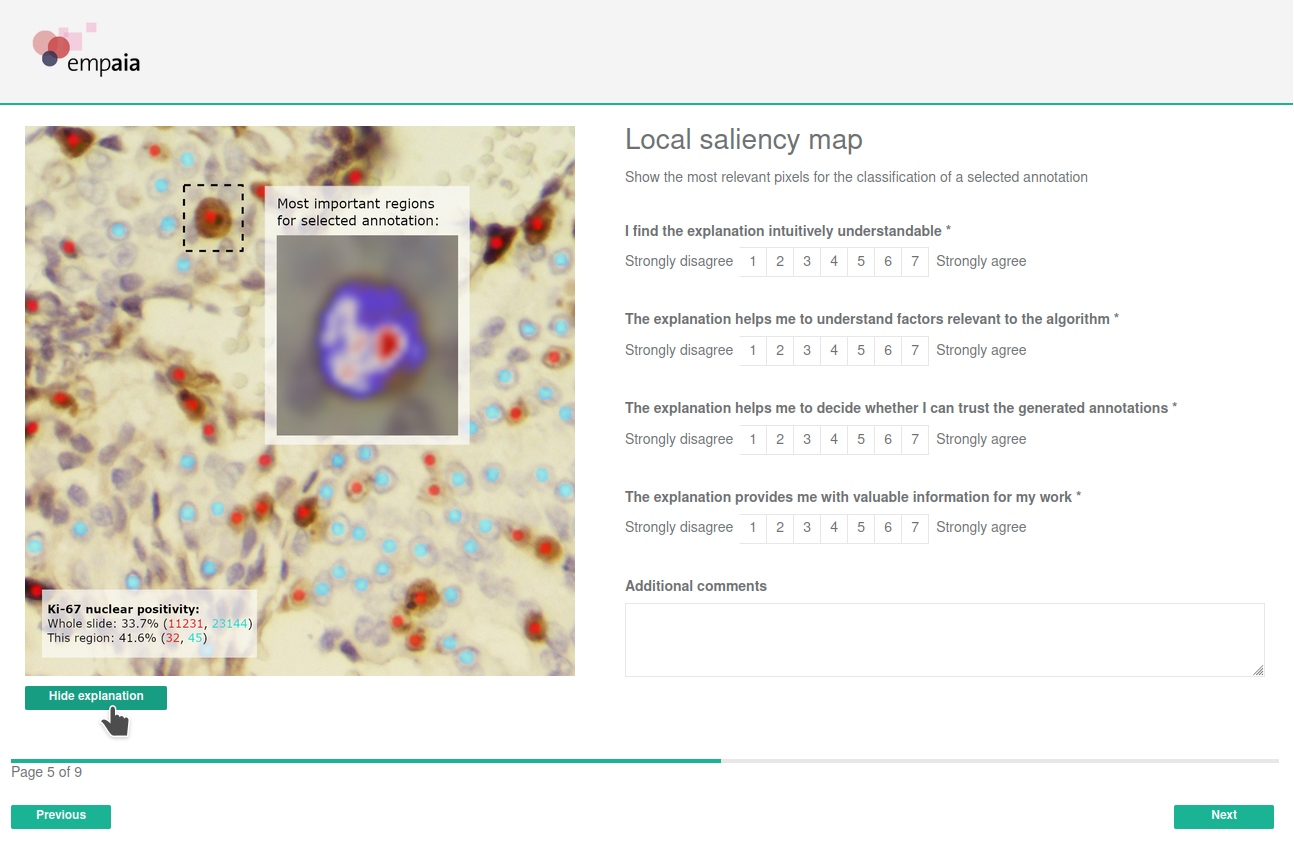 empaia
Most important regions
for selected annotation:
Ki-67 nuclear positivity:
Whole slide: 33.7% (11231, 23144)
This region: 41.6% (32, 45)
Hide explanation
Local saliency map
Show the most relevant pixels for the classification of a selected annotation
I find the explanation intuitively understandable *
Strongly disagree 1 2 3 4 5 6 7 Strongly agree
The explanation helps me to understand factors relevant to the algorithm *
Strongly disagree 1 2 3 4 5 6 7 Strongly agree
The explanation helps me to decide whether I can trust the generated annotations *
Strongly disagree 1 2 3 4 5 6 7 Strongly agree
The explanation provides me with valuable information for my work *
Strongly disagree 1 2 3 4 5 6 7 Strongly agree
Additional comments
Page 5 of 9
Previous
Next